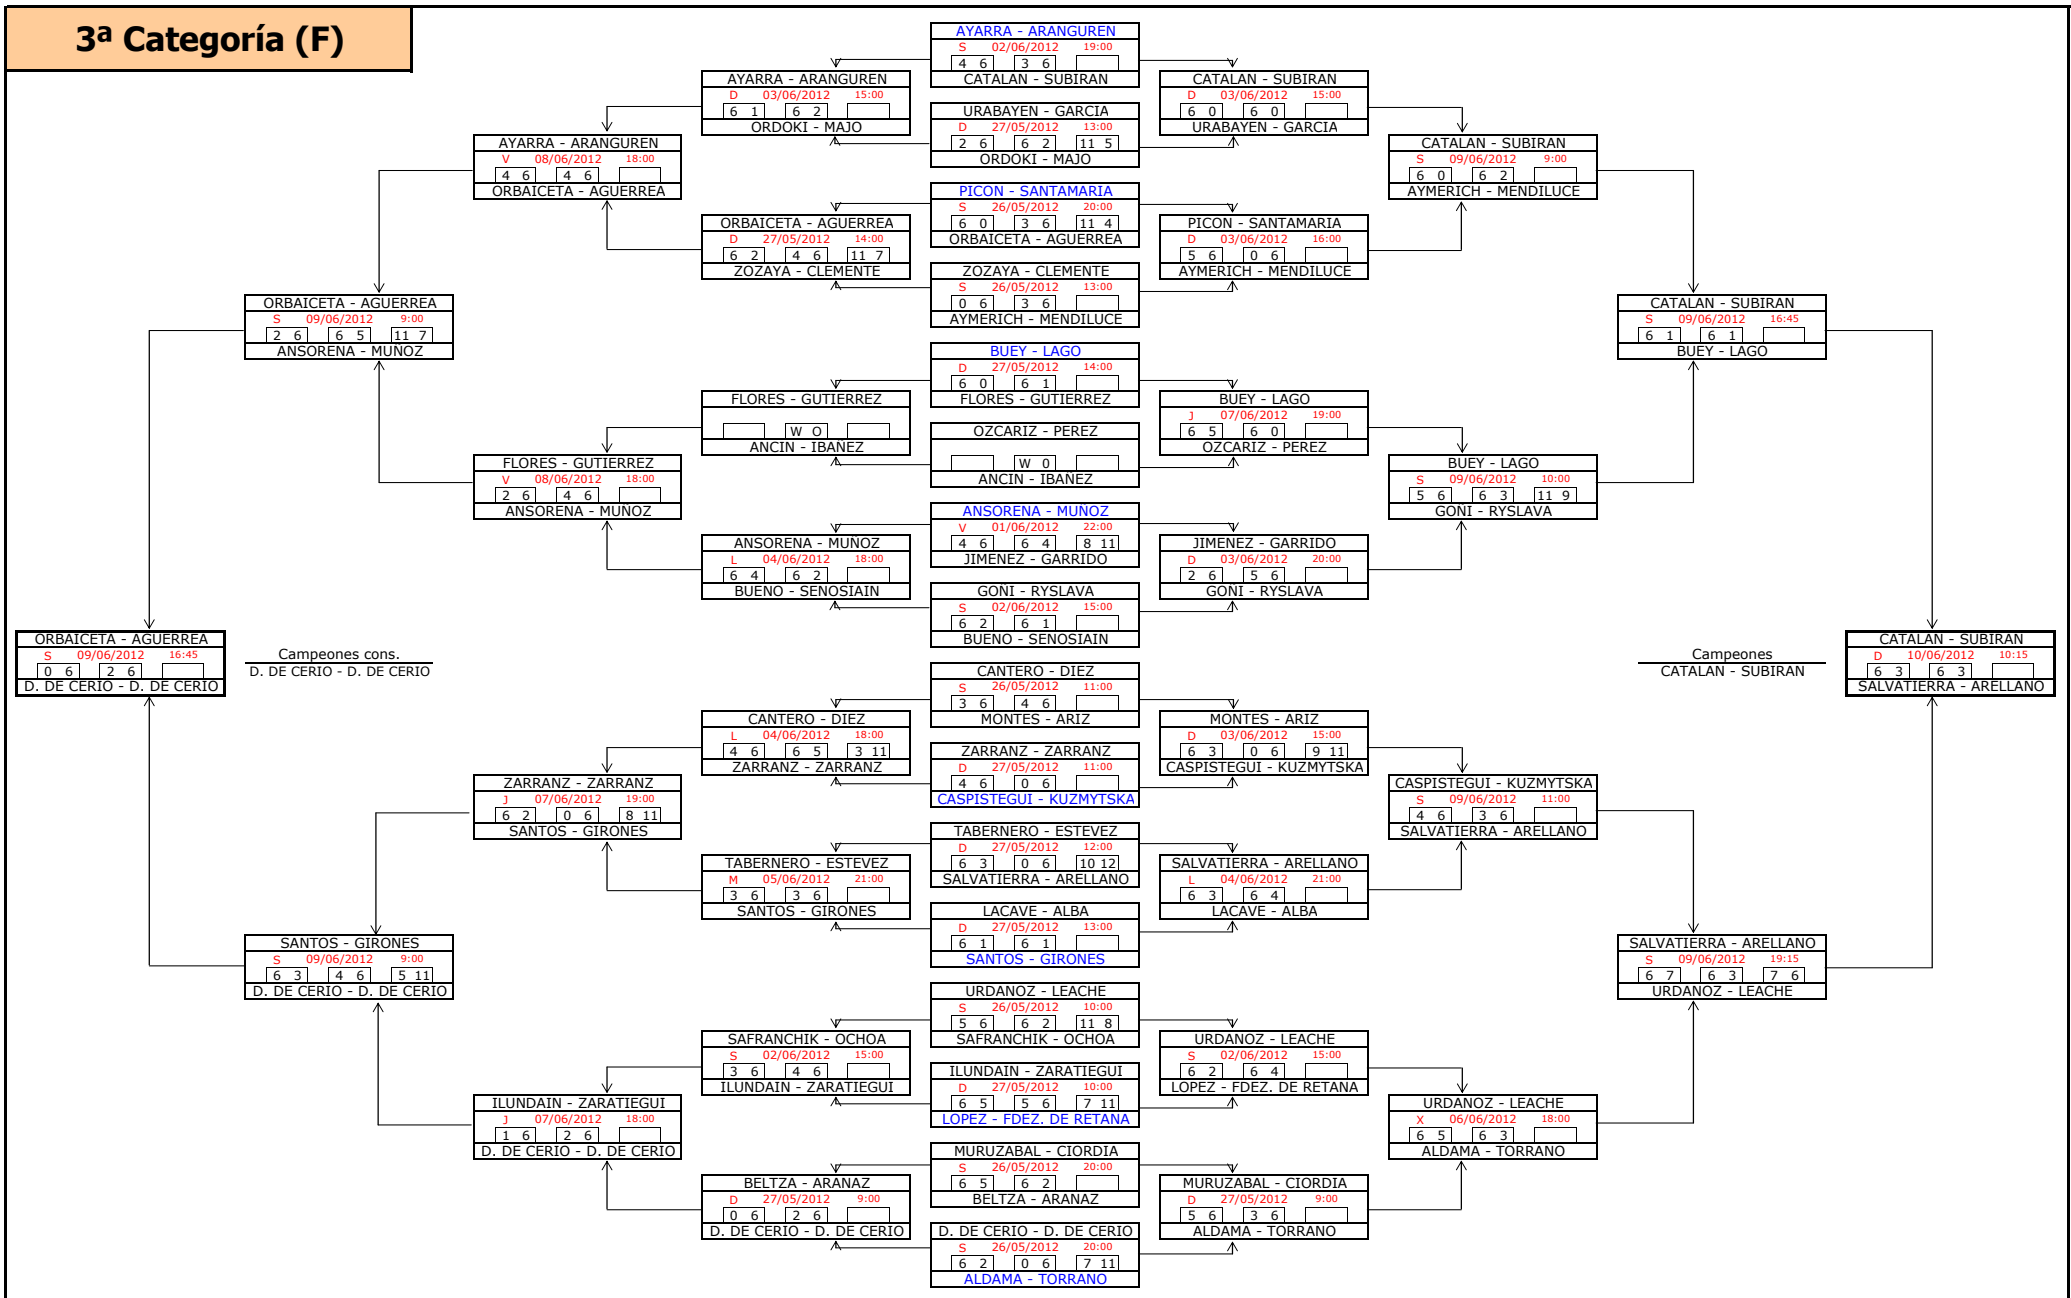 3ª Categoría (F)
AYARRA - ARANGUREN
S 02/06/2012 19:00
4 6 3 6
CATALAN - SUBIRAN
URABAYEN - GARCIA
D 27/05/2012 13:00
2 6 6 2 11 5
ORDOKI - MAJO
PICON - SANTAMARIA
S 26/05/2012 20:00
6 0 3 6 11 4
ORBAICETA - AGUERREA
ZOZAYA - CLEMENTE
S 26/05/2012 13:00
0 6 3 6
AYMERICH - MENDILUCE
BUEY - LAGO
D 27/05/2012 14:00
6 0 6 1
FLORES - GUTIERREZ
OZCARIZ - PEREZ
W 0
ANCIN - IBAÑEZ
ANSORENA - MUÑOZ
V 01/06/2012 22:00
4 6 6 4 8 11
JIMENEZ - GARRIDO
GOÑI - RYSLAVA
S 02/06/2012 15:00
6 2 6 1
BUENO - SENOSIAIN
CANTERO - DIEZ
S 26/05/2012 11:00
3 6 4 6
MONTES - ARIZ
ZARRANZ - ZARRANZ
D 27/05/2012 11:00
4 6 0 6
CASPISTEGUI - KUZMYTSKA
TABERNERO - ESTEVEZ
D 27/05/2012 12:00
6 3 0 6 10 12
SALVATIERRA - ARELLANO
LACAVE - ALBA
D 27/05/2012 13:00
6 1 6 1
SANTOS - GIRONES
URDANOZ - LEACHE
S 26/05/2012 10:00
5 6 6 2 11 8
SAFRANCHIK - OCHOA
ILUNDAIN - ZARATIEGUI
D 27/05/2012 10:00
6 5 5 6 7 11
LOPEZ - FDEZ. DE RETANA
MURUZABAL - CIORDIA
S 26/05/2012 20:00
6 5 6 2
BELTZA - ARANAZ
D. DE CERIO - D. DE CERIO
S 26/05/2012 20:00
6 2 0 6 7 11
ALDAMA - TORRANO
AYARRA - ARANGUREN
D 03/06/2012 15:00
6 1 6 2
ORDOKI - MAJO
ORBAICETA - AGUERREA
D 27/05/2012 14:00
6 2 4 6 11 7
ZOZAYA - CLEMENTE
FLORES - GUTIERREZ
W O
ANCIN - IBAÑEZ
ANSORENA - MUÑOZ
L 04/06/2012 18:00
6 4 6 2
BUENO - SENOSIAIN
CANTERO - DIEZ
L 04/06/2012 18:00
4 6 6 5 3 11
ZARRANZ - ZARRANZ
TABERNERO - ESTEVEZ
M 05/06/2012 21:00
3 6 3 6
SANTOS - GIRONES
SAFRANCHIK - OCHOA
S 02/06/2012 15:00
3 6 4 6
ILUNDAIN - ZARATIEGUI
BELTZA - ARANAZ
D 27/05/2012 9:00
0 6 2 6
D. DE CERIO - D. DE CERIO
AYARRA - ARANGUREN
V 08/06/2012 18:00
4 6 4 6
ORBAICETA - AGUERREA
FLORES - GUTIERREZ
V 08/06/2012 18:00
2 6 4 6
ANSORENA - MUÑOZ
ZARRANZ - ZARRANZ
J 07/06/2012 19:00
6 2 0 6 8 11
SANTOS - GIRONES
ILUNDAIN - ZARATIEGUI
J 07/06/2012 18:00
1 6 2 6
D. DE CERIO - D. DE CERIO
ORBAICETA - AGUERREA
S 09/06/2012 9:00
2 6 6 5 11 7
ANSORENA - MUÑOZ
SANTOS - GIRONES
S 09/06/2012 9:00
6 3 4 6 5 11
D. DE CERIO - D. DE CERIO
ORBAICETA - AGUERREA
S 09/06/2012 16:45
0 6 2 6
D. DE CERIO - D. DE CERIO
Campeones cons.
D. DE CERIO - D. DE CERIO
CATALAN - SUBIRAN
D 03/06/2012 15:00
6 0 6 0
URABAYEN - GARCIA
PICON - SANTAMARIA
D 03/06/2012 16:00
5 6 0 6
AYMERICH - MENDILUCE
BUEY - LAGO
J 07/06/2012 19:00
6 5 6 0
OZCARIZ - PEREZ
JIMENEZ - GARRIDO
D 03/06/2012 20:00
2 6 5 6
GOÑI - RYSLAVA
MONTES - ARIZ
D 03/06/2012 15:00
6 3 0 6 9 11
CASPISTEGUI - KUZMYTSKA
SALVATIERRA - ARELLANO
L 04/06/2012 21:00
6 3 6 4
LACAVE - ALBA
URDANOZ - LEACHE
S 02/06/2012 15:00
6 2 6 4
LOPEZ - FDEZ. DE RETANA
MURUZABAL - CIORDIA
D 27/05/2012 9:00
5 6 3 6
ALDAMA - TORRANO
CATALAN - SUBIRAN
S 09/06/2012 9:00
6 0 6 2
AYMERICH - MENDILUCE
BUEY - LAGO
S 09/06/2012 10:00
5 6 6 3 11 9
GOÑI - RYSLAVA
CASPISTEGUI - KUZMYTSKA
S 09/06/2012 11:00
4 6 3 6
SALVATIERRA - ARELLANO
URDANOZ - LEACHE
X 06/06/2012 18:00
6 5 6 3
ALDAMA - TORRANO
CATALAN - SUBIRAN
S 09/06/2012 16:45
6 1 6 1
BUEY - LAGO
SALVATIERRA - ARELLANO
S 09/06/2012 19:15
6 7 6 3 7 6
URDANOZ - LEACHE
Campeones
CATALAN - SUBIRAN
CATALAN - SUBIRAN
D 10/06/2012 10:15
6 3 6 3
SALVATIERRA - ARELLANO